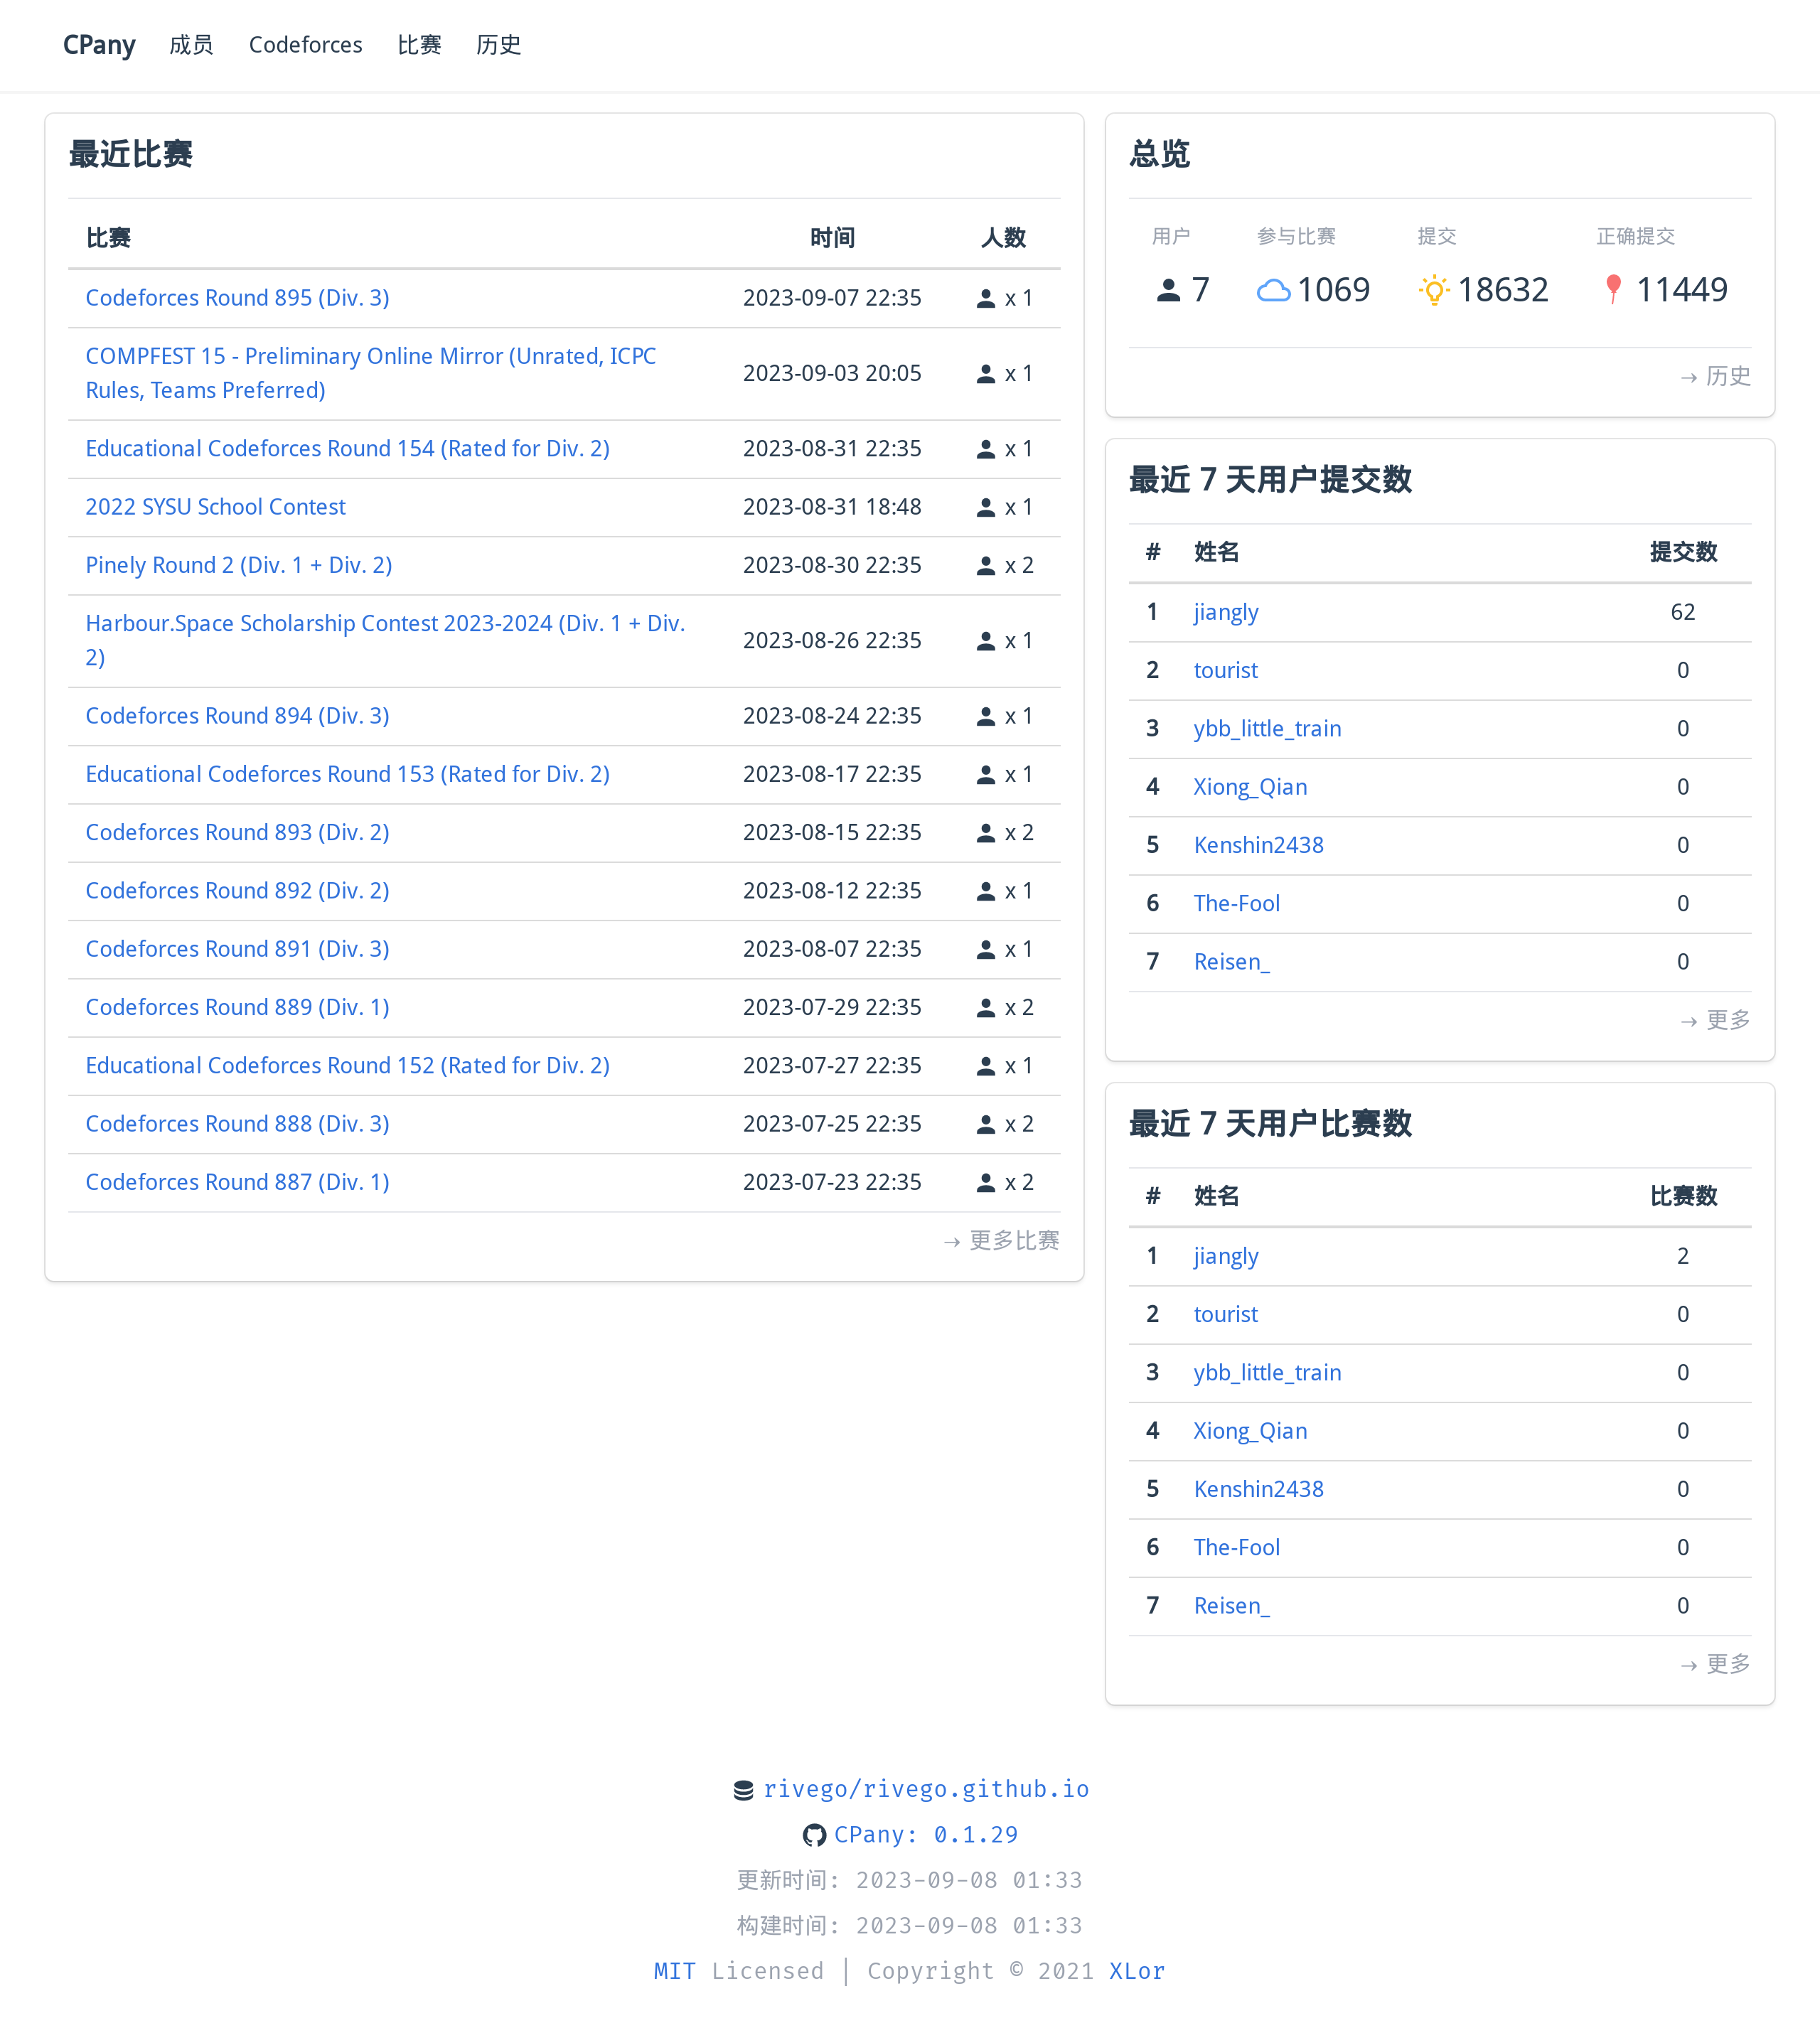 CPany 成员 Codeforces 比赛 历史
最近比赛
比赛 时间 人数
Codeforces Round 895 (Div. 3) 2023-09-07 22:35 x 1
COMPFEST 15 - Preliminary Online Mirror (Unrated, ICPC
Rules, Teams Preferred) 2023-09-03 20:05 x 1
Educational Codeforces Round 154 (Rated for Div. 2) 2023-08-31 22:35 x 1
2022 SYSU School Contest 2023-08-31 18:48 x 1
Pinely Round 2 (Div. 1 + Div. 2) 2023-08-30 22:35 x 2
Harbour.Space Scholarship Contest 2023-2024 (Div. 1 + Div.
2) 2023-08-26 22:35 x 1
Codeforces Round 894 (Div. 3) 2023-08-24 22:35 x 1
Educational Codeforces Round 153 (Rated for Div. 2) 2023-08-17 22:35 x 1
Codeforces Round 893 (Div. 2) 2023-08-15 22:35 x 2
Codeforces Round 892 (Div. 2) 2023-08-12 22:35 x 1
Codeforces Round 891 (Div. 3) 2023-08-07 22:35 x 1
Codeforces Round 889 (Div. 1) 2023-07-29 22:35 x 2
Educational Codeforces Round 152 (Rated for Div. 2) 2023-07-27 22:35 x 1
Codeforces Round 888 (Div. 3) 2023-07-25 22:35 x 2
Codeforces Round 887 (Div. 1) 2023-07-23 22:35 x 2
→ 更多比赛
总览
用户 参与比赛 提交 正确提交
7 1069 18632 11449
→ 历史
最近 7 天用户提交数
# 姓名 提交数
1 jiangly 62
2 tourist 0
3 ybb_little_train 0
4 Xiong_Qian 0
5 Kenshin2438 0
6 The-Fool 0
7 Reisen_ 0
→ 更多
最近 7 天用户比赛数
# 姓名 比赛数
1 jiangly 2
2 tourist 0
3 ybb_little_train 0
4 Xiong_Qian 0
5 Kenshin2438 0
6 The-Fool 0
7 Reisen_ 0
→ 更多
rivego/rivego.github.io
CPany: 0.1.29
更新时间: 2023-09-08 01:33
构建时间: 2023-09-08 01:33
MIT Licensed | Copyright © 2021 XLor